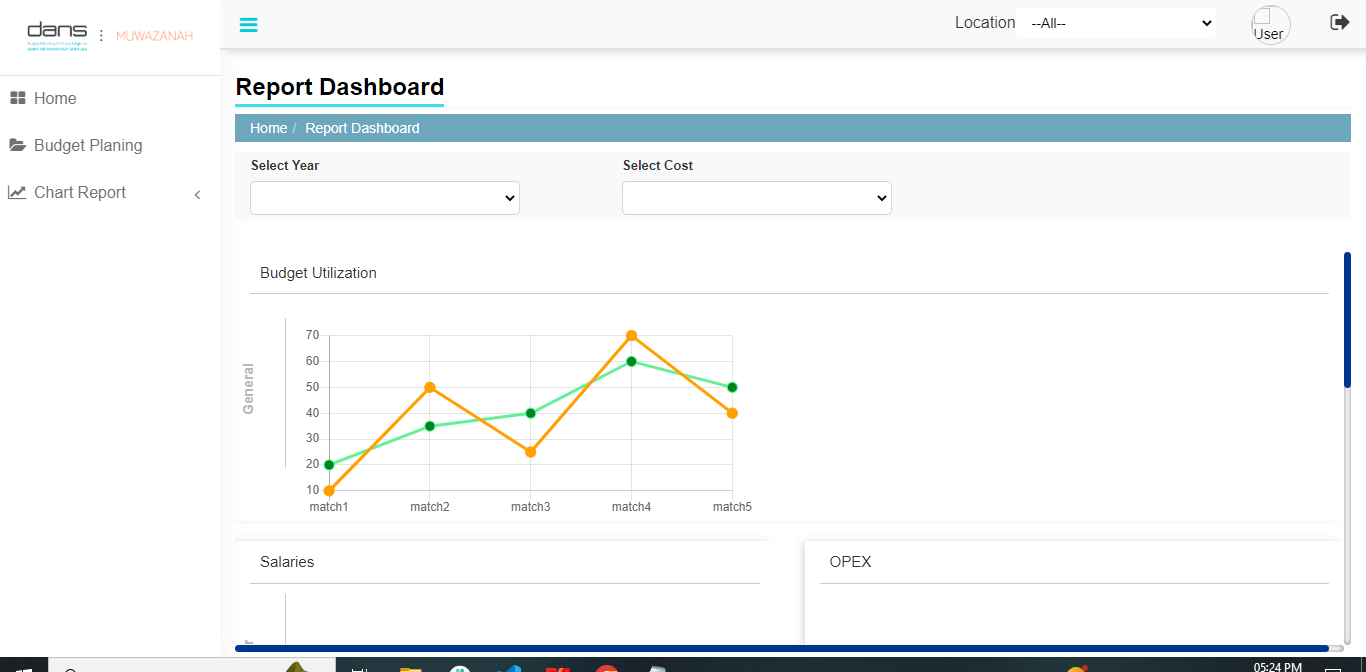 dans
MUWAZANAH
Location
--All--
User
Home
Budget Planing
Chart Report
Report Dashboard
Home / Report Dashboard
Select Year
Select Cost
Budget Utilization
General
70
60
50
40
30
20
10
match1 match2 match3 match4 match5
Salaries
OPEX
05:24 PM